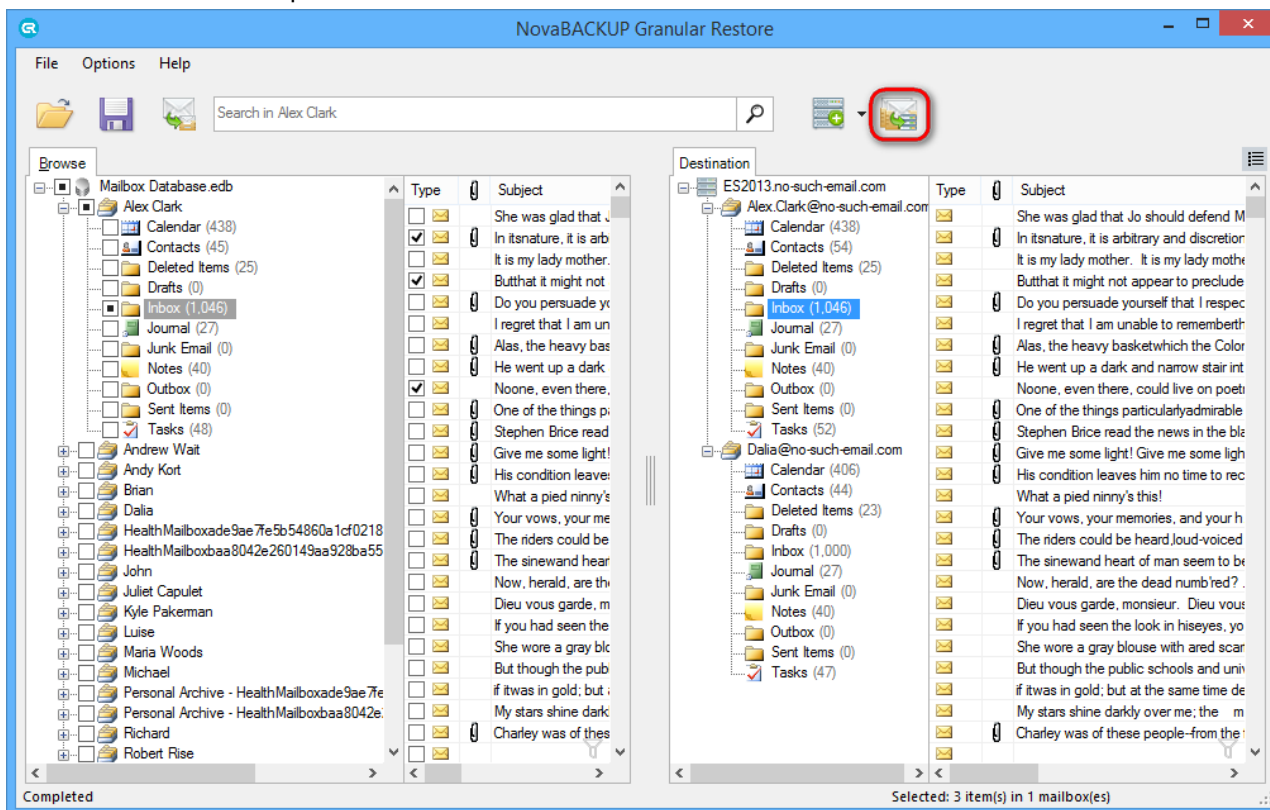 NovaBACKUP Granular Restore
File Options Help
Search in Alex Clark
Browse
Mailbox Database.edb
Alex Clark
Calendar (438)
Contacts (45)
Deleted Items (25)
Drafts (0)
Inbox (1,046)
Journal (27)
Junk Email (0)
Notes (40)
Outbox (0)
Sent Items (0)
Tasks (48)
Andrew Wait
Andy Kort
Brian
Dalia
HealthMailboxade9ae7fe5b54860a1cf0218
HealthMailboxbaa8042e260149aa928ba55
John
Juliet Capulet
Kyle Pakerman
Luise
Maria Woods
Michael
Personal Archive - HealthMailboxade9ae7fe
Personal Archive - HealthMailboxbaa8042e
Richard
Robert Rise
Type Subject
She was glad that J
In itsnature, it is arb
It is my lady mother.
Butthat it might not
Do you persuade yo
I regret that I am un
Alas, the heavy bas
He went up a dark
Noone, even there,
One of the things pa
Stephen Brice read
Give me some light!
His condition leaves
What a pied ninny's
Your vows, your me
The riders could be
The sinewand hear
Now, herald, are the
Dieu vous garde, m
If you had seen the
She wore a gray blo
But though the pub
if itwas in gold; but
My stars shine dark
Charley was of thes
Destination
ES2013.no-such-email.com
Alex.Clark@no-such-email.com
Calendar (438)
Contacts (54)
Deleted Items (25)
Drafts (0)
Inbox (1,046)
Journal (27)
Junk Email (0)
Notes (40)
Outbox (0)
Sent Items (0)
Tasks (52)
Dalia@no-such-email.com
Calendar (406)
Contacts (44)
Deleted Items (23)
Drafts (0)
Inbox (1,000)
Journal (27)
Junk Email (0)
Notes (40)
Outbox (0)
Sent Items (0)
Tasks (47)
Type Subject
She was glad that Jo should defend M
In itsnature, it is arbitrary and discretion
It is my lady mother. It is my lady mothe
Butthat it might not appear to preclude
Do you persuade yourself that I respec
I regret that I am unable to rememberth
Alas, the heavy basketwhich the Color
He went up a dark and narrow stair int
Noone, even there, could live on poetr
One of the things particularlyadmirable
Stephen Brice read the news in the bla
Give me some light! Give me some ligh
His condition leaves him no time to rec
What a pied ninny's this!
Your vows, your memories, and your h
The riders could be heard,loud-voiced
The sinewand heart of man seem to be
Now, herald, are the dead numb'red? .
Dieu vous garde, monsieur. Dieu vous
If you had seen the look in hiseyes, yo
She wore a gray blouse with ared scar
But though the public schools and univ
if itwas in gold; but at the same time de
My stars shine darkly over me; the m
Charley was of these people-from the
Completed
Selected: 3 item(s) in 1 mailbox(es)